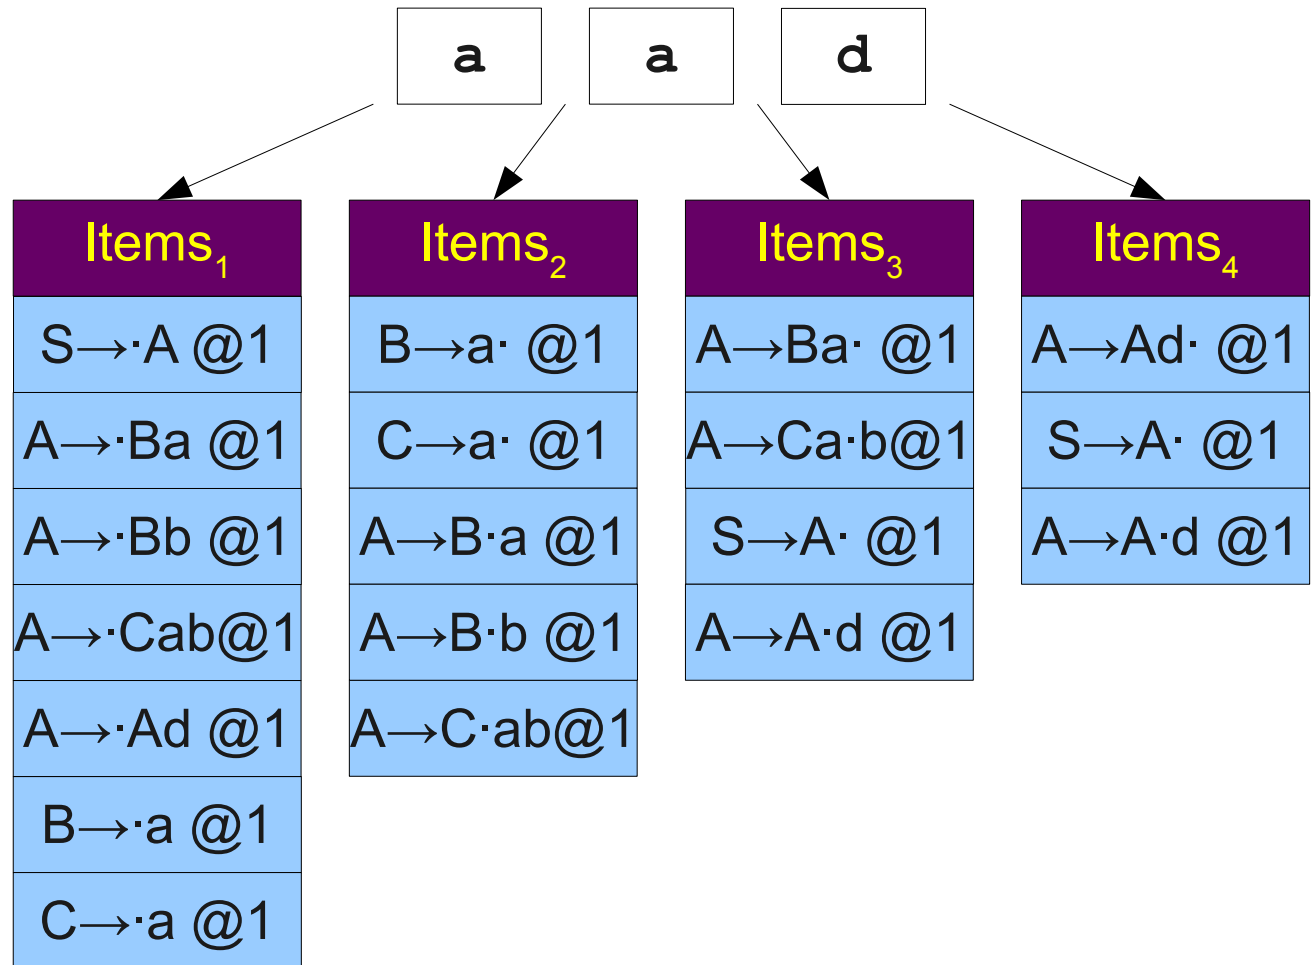 a a d
Items₁
S→·A @1
A→·Ba @1
A→·Bb @1
A→·Cab@1
A→·Ad @1
B→·a @1
C→·a @1
Items₂
B→a· @1
C→a· @1
A→B·a @1
A→B·b @1
A→C·ab@1
Items₃
A→Ba· @1
A→Ca·b@1
S→A· @1
A→A·d @1
Items₄
A→Ad· @1
S→A· @1
A→A·d @1